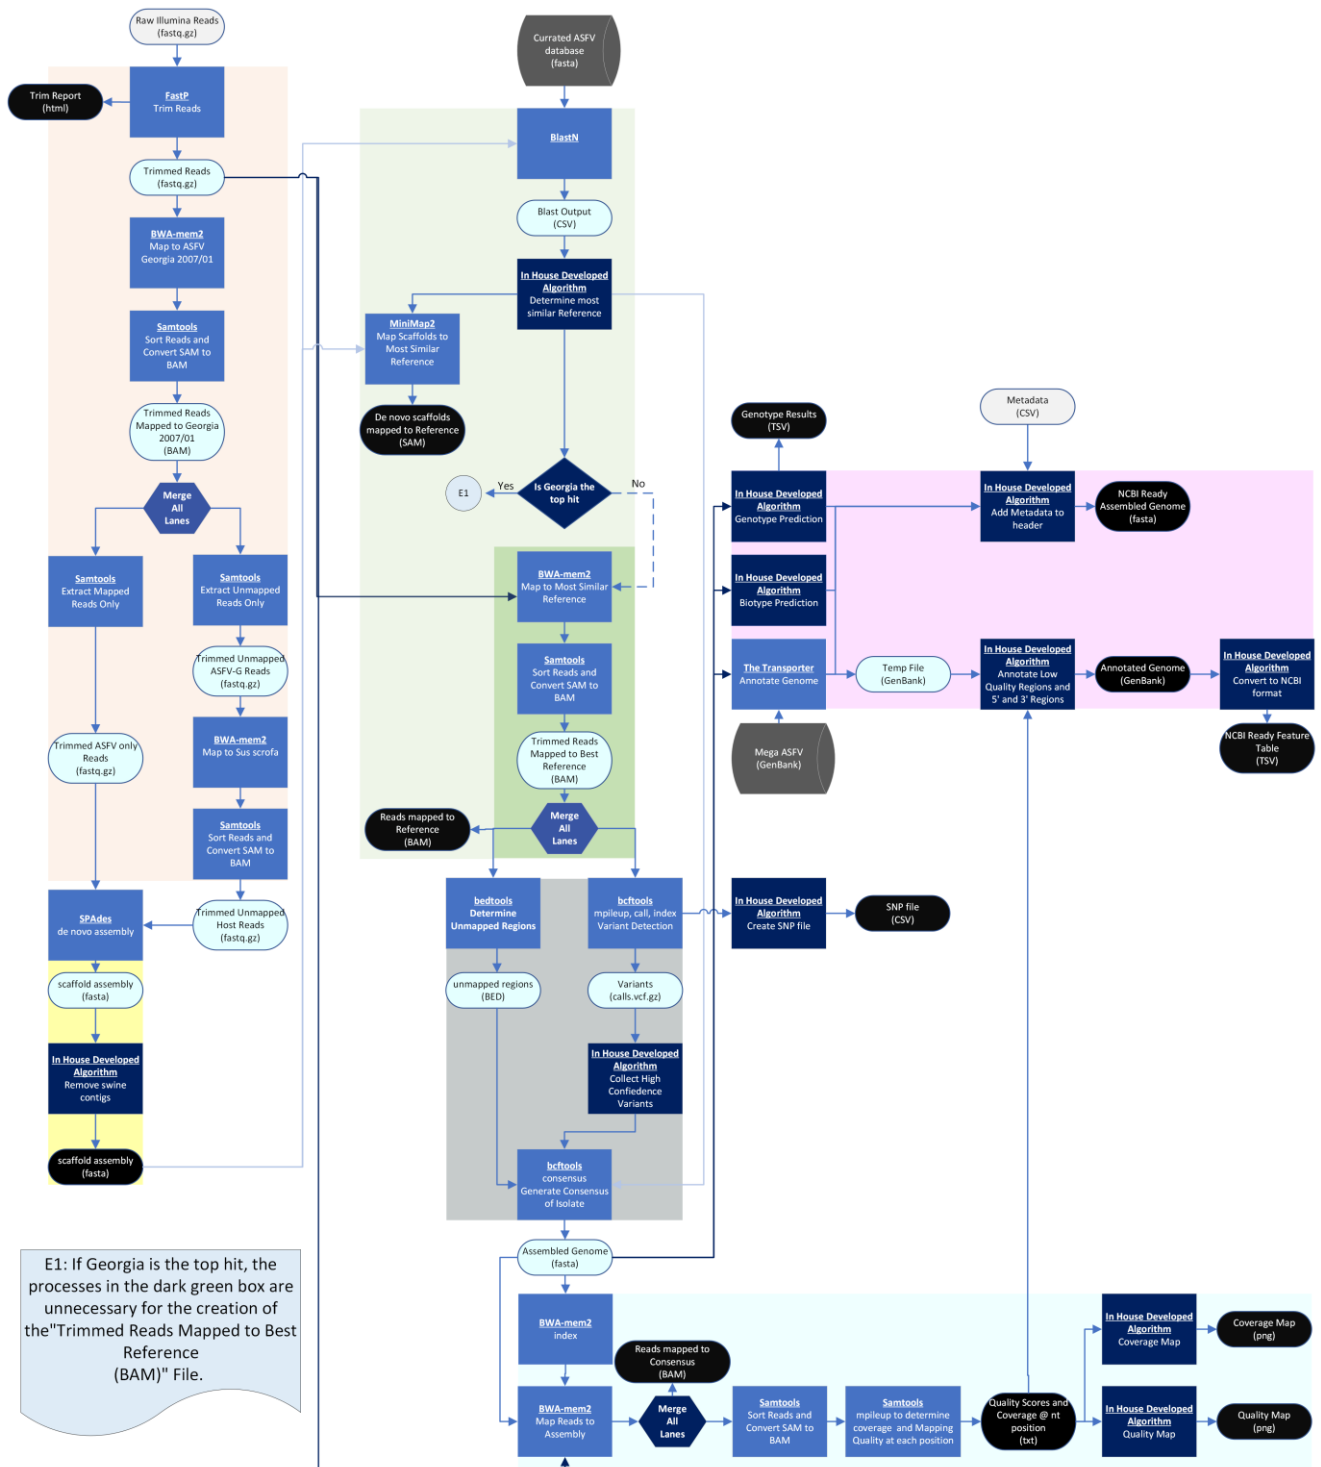 Raw Illumina Reads
(fastq.gz)
FastP
Trim Reads
Trim Report
(html)
Trimmed Reads
(fastq.gz)
BWA-mem2
Map to ASFV
Georgia 2007/01
Samtools
Sort Reads and
Convert SAM to
BAM
Trimmed Reads
Mapped to Georgia
2007/01
(BAM)
Merge
All
Lanes
Samtools
Extract Mapped
Reads Only
Samtools
Extract Unmapped
Reads Only
Trimmed Unmapped
ASFV-G Reads
(fastq.gz)
BWA-mem2
Map to Sus scrofa
Trimmed ASFV only
Reads
(fastq.gz)
Samtools
Sort Reads and
Convert SAM to
BAM
Trimmed Unmapped
Host Reads
(fastq.gz)
SPAdes
de novo assembly
scaffold assembly
(fasta)
In House Developed
Algorithm
Remove swine
contigs
scaffold assembly
(fasta)
E1: If Georgia is the top hit, the
processes in the dark green box are
unnecessary for the creation of
the"Trimmed Reads Mapped to Best
Reference
(BAM)" File.
Currated ASFV
database
(fasta)
BlastN
Blast Output
(CSV)
In House Developed
Algorithm
Determine most
similar Reference
MiniMap2
Map Scaffolds to
Most Similar
Reference
De novo scaffolds
mapped to Reference
(SAM)
Is Georgia the
top hit
Yes
E1
No
BWA-mem2
Map to Most Similar
Reference
Samtools
Sort Reads and
Convert SAM to
BAM
Trimmed Reads
Mapped to Best
Reference
(BAM)
Merge
All
Lanes
Reads mapped to
Reference
(BAM)
bedtools
Determine
Unmapped Regions
bcftools
mpileup, call, index
Variant Detection
In House Developed
Algorithm
Create SNP file
SNP file
(CSV)
unmapped regions
(BED)
Variants
(calls.vcf.gz)
In House Developed
Algorithm
Collect High
Confiedence
Variants
bcftools
consensus
Generate Consensus
of Isolate
Assembled Genome
(fasta)
BWA-mem2
index
BWA-mem2
Map Reads to
Assembly
Reads mapped to
Consensus
(BAM)
Merge
All
Lanes
Samtools
Sort Reads and
Convert SAM to
BAM
Samtools
mpileup to determine
coverage and Mapping
Quality at each position
Quality Scores and
Coverage @ nt
position
(txt)
In House Developed
Algorithm
Coverage Map
Coverage Map
(png)
In House Developed
Algorithm
Quality Map
Quality Map
(png)
Genotype Results
(TSV)
In House Developed
Algorithm
Genotype Prediction
In House Developed
Algorithm
Biotype Prediction
The Transporter
Annotate Genome
Mega ASFV
(GenBank)
Metadata
(CSV)
In House Developed
Algorithm
Add Metadata to
header
NCBI Ready
Assembled Genome
(fasta)
Temp File
(GenBank)
In House Developed
Algorithm
Annotate Low
Quality Regions and
5' and 3' Regions
Annotated Genome
(GenBank)
In House Developed
Algorithm
Convert to NCBI
format
NCBI Ready Feature
Table
(TSV)